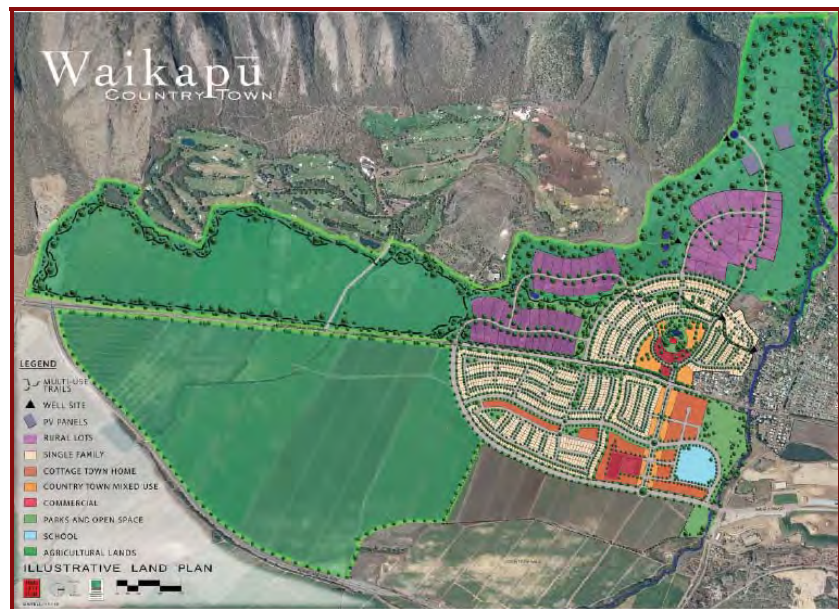 Waikapū
COUNTRY TOWN
LEGEND
MULTI-USE
TRAILS
WELL SITE
PV PANELS
RURAL LOTS
SINGLE FAMILY
COTTAGE TOWN HOME
COUNTRY TOWN MIXED USE
COMMERCIAL
PARKS AND OPEN SPACE
SCHOOL
AGRICULTURAL LANDS
ILLUSTRATIVE LAND PLAN